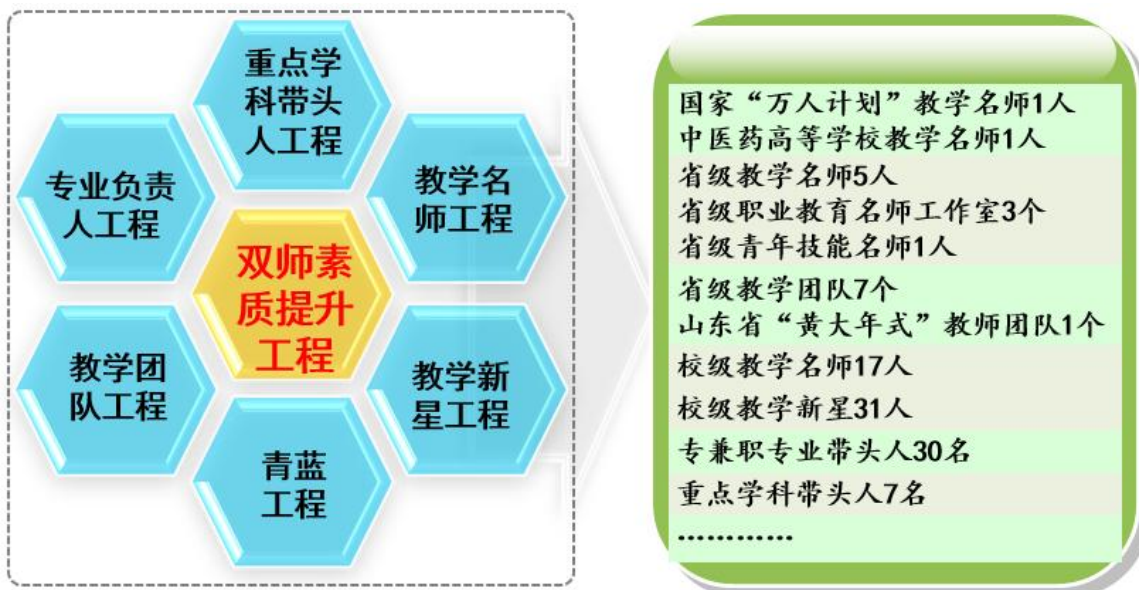 重点学
科带头
人工程
专业负责
人工程
教学名
师工程
双师素
质提升
工程
教学团
队工程
教学新
星工程
青蓝
工程
国家“万人计划”教学名师1人
中医药高等学校教学名师1人
省级教学名师5人
省级职业教育名师工作室3个
省级青年技能名师1人
省级教学团队7个
山东省“黄大年式”教师团队1个
校级教学名师17人
校级教学新星31人
专兼职专业带头人30名
重点学科带头人7名
…………